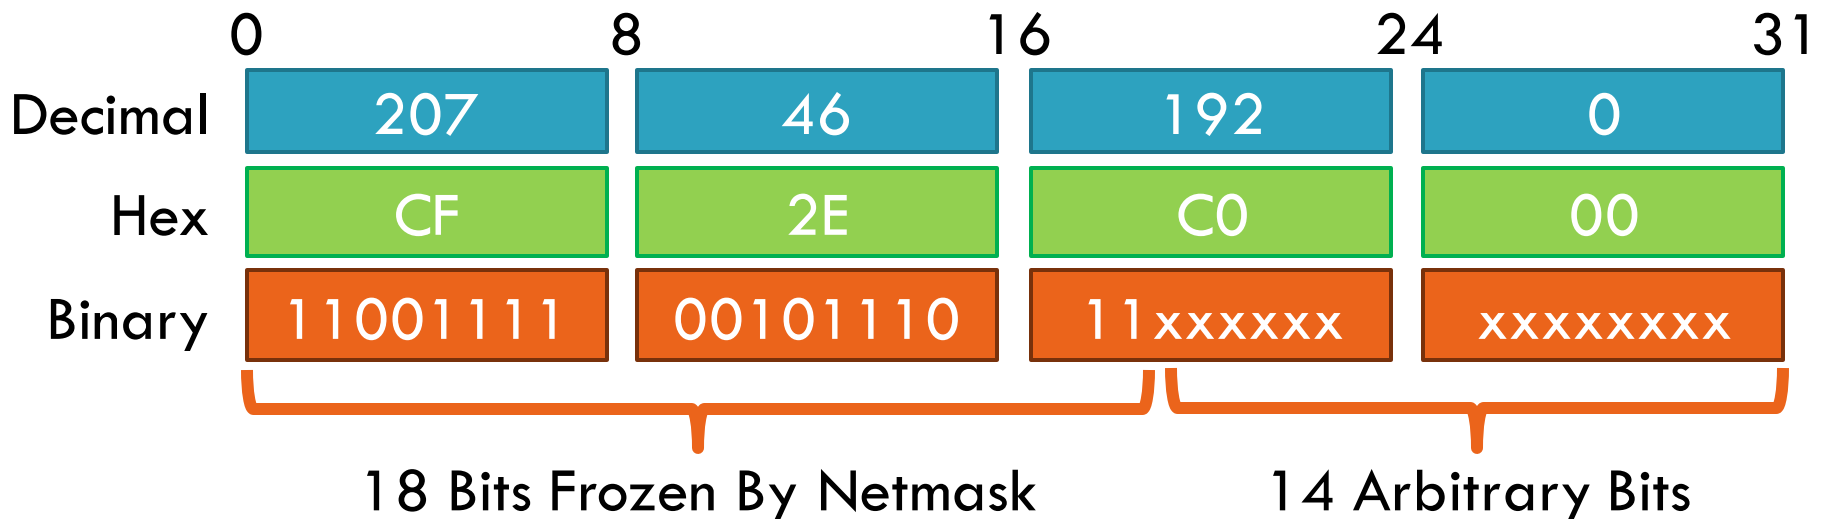 0 8 16 24 31
Decimal 207 46 192 0
Hex CF 2E C0 00
Binary 11001111 00101110 11xxxxxx xxxxxxxx
18 Bits Frozen By Netmask 14 Arbitrary Bits